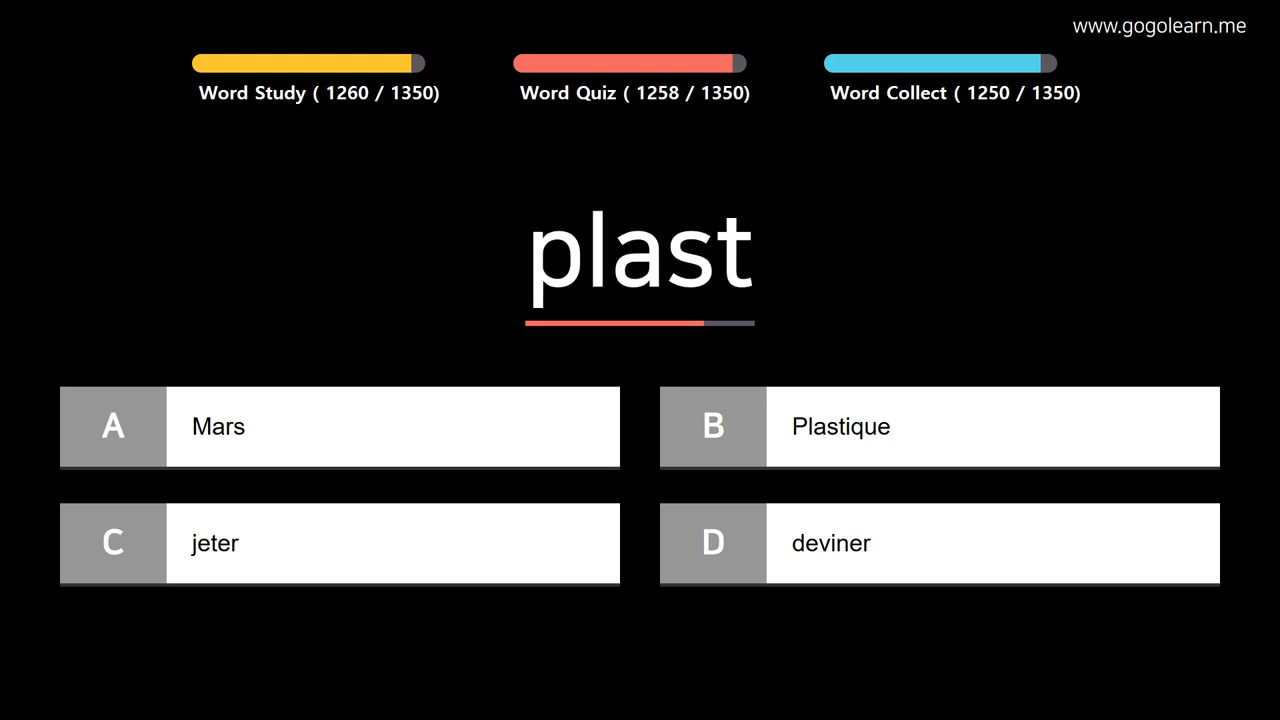 www.gogolearn.me
Word Study ( 1260 / 1350)
Word Quiz ( 1258 / 1350)
Word Collect ( 1250 / 1350)
plast
A Mars
B Plastique
C jeter
D deviner